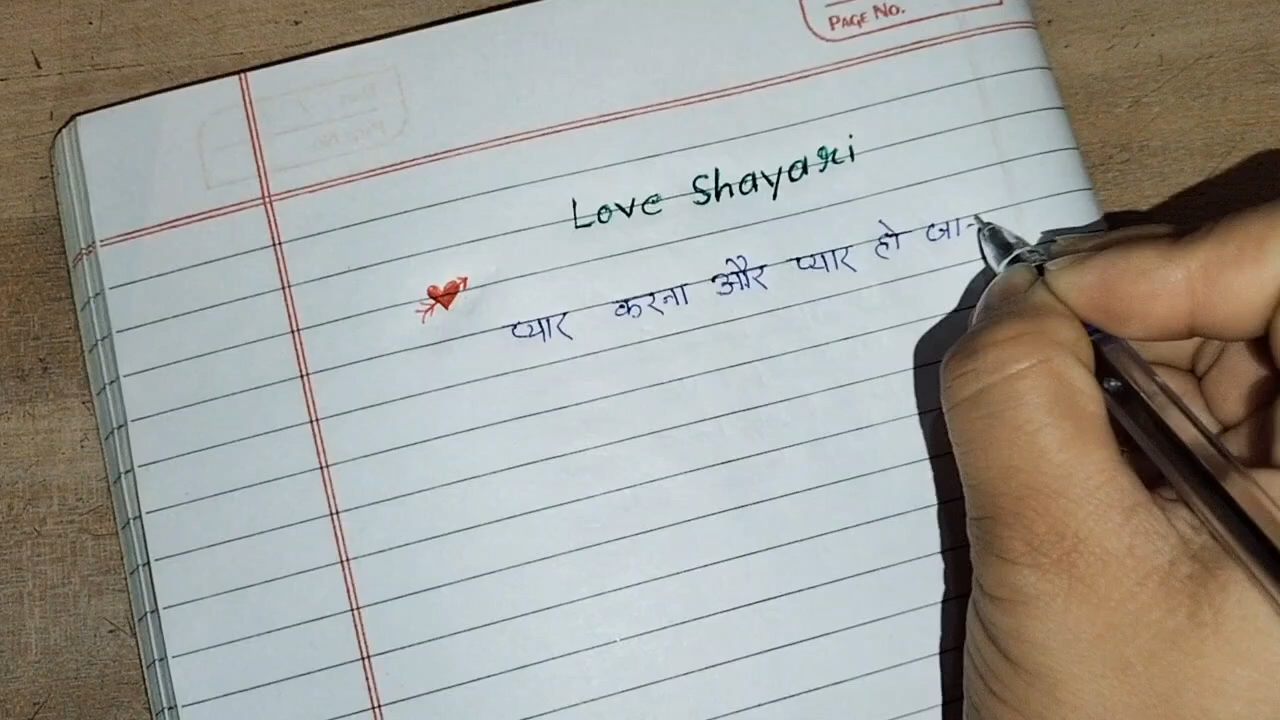 PAGE NO.
Love Shayari
प्यार करना और प्यार हो जा